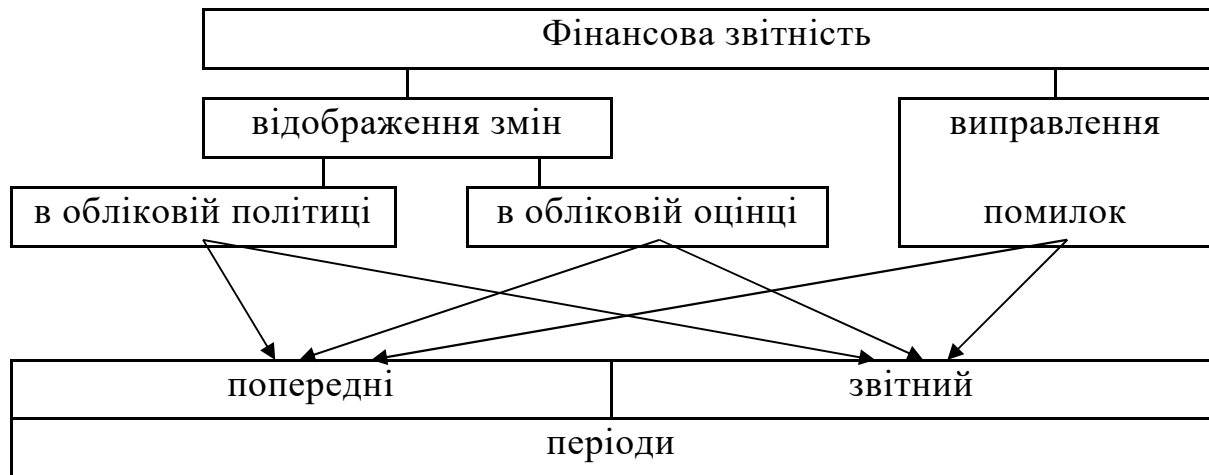 Фінансова звітність
відображення змін
виправлення
в обліковій політиці
в обліковій оцінці
помилок
попередні
звітний
періоди